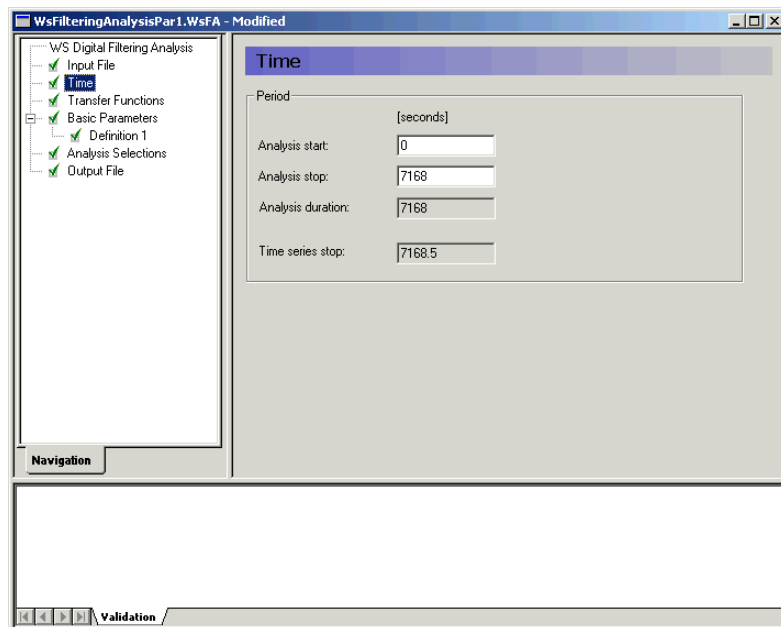 WsFilteringAnalysisPar1.WsFA - Modified
WS Digital Filtering Analysis
Input File
Time
Transfer Functions
Basic Parameters
Definition 1
Analysis Selections
Output File
Navigation
Time
Period
[seconds]
Analysis start: 0
Analysis stop: 7168
Analysis duration: 7168
Time series stop: 7168.5
Validation